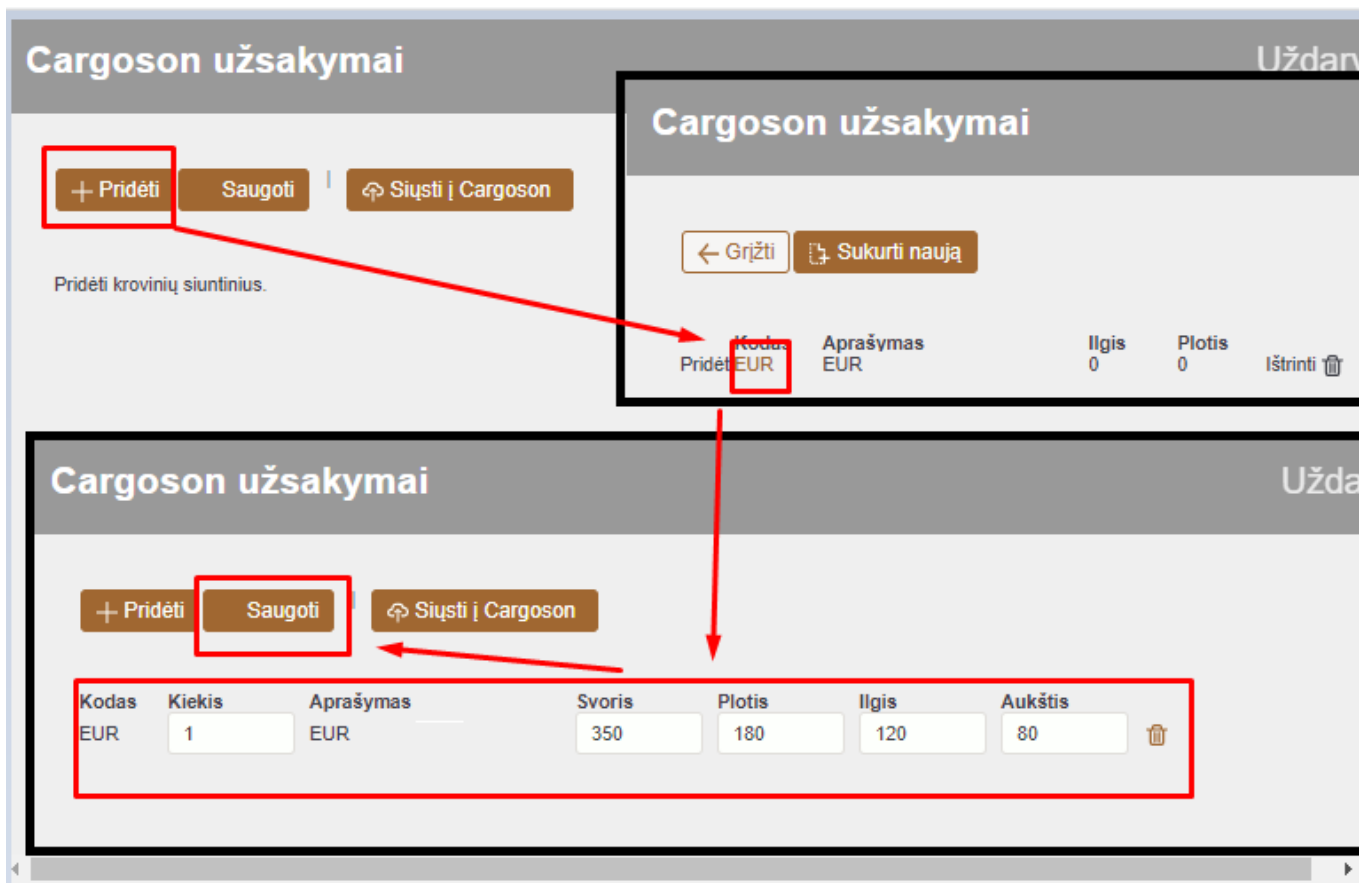 Cargoson užsakymai
Uždary
+ Pridėti Saugoti | Siųsti į Cargoson
Pridėti krovinių siuntinius.
Cargoson užsakymai
Grįžti Sukurti naują
Kodas Aprašymas Ilgis Plotis
Pridėt EUR EUR 0 0 Ištrinti
Cargoson užsakymai
Užda
+ Pridėti Saugoti Siųsti į Cargoson
Kodas Kiekis Aprašymas Svoris Plotis Ilgis Aukštis
EUR 1 EUR 350 180 120 80